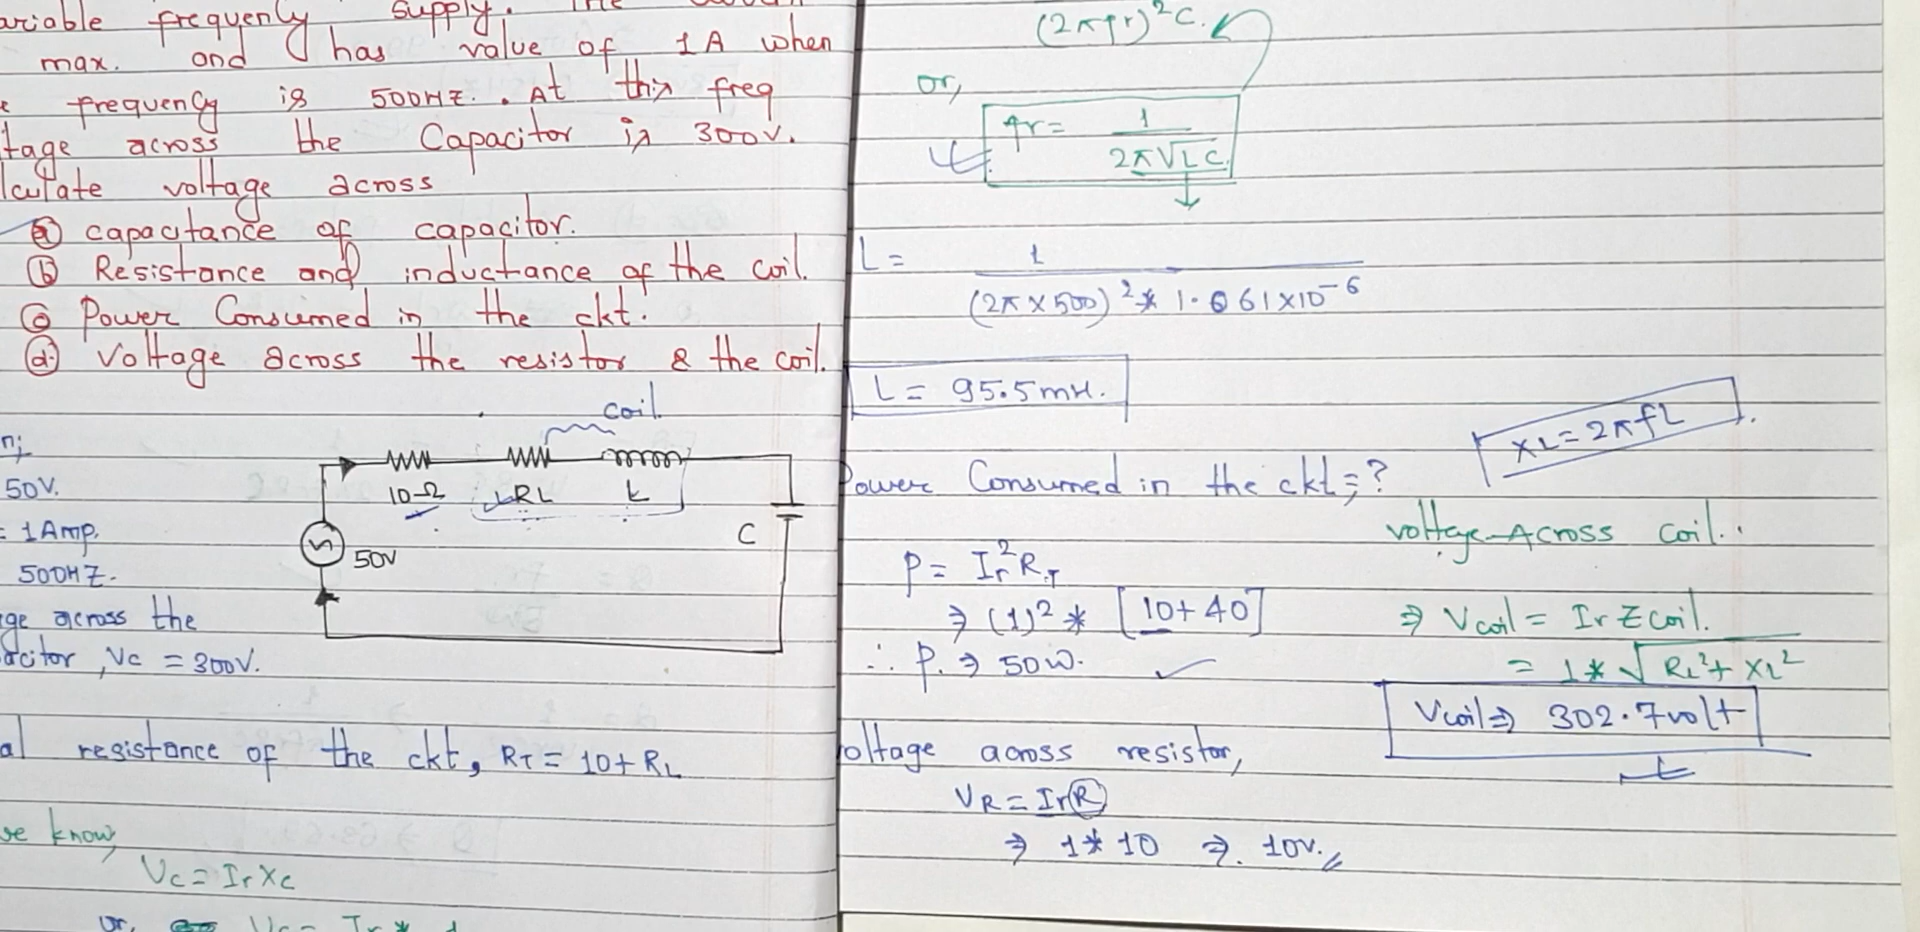 ariable frequency supply.
max. and has value of 1A when
e frequency is 500HZ. At this freq
tage across the Capacitor is 300v.
lculate voltage across
(a) capacitance of capacitor.
(b) Resistance and inductance of the coil.
(c) Power Consumed in the ckt.
(d) Voltage across the resistor & the coil.
coil
n;
50V.
= 1Amp.
500HZ.
ge across the
acitor, Vc = 300V.
10Ω RL L
C
50V
al resistance of the ckt, RT = 10+ RL
we know,
Vc = Ir Xc
or,
(2πfr)²C.
or,
fr = 1 / 2π√LC
L = 1 / (2π×500)² * 1.061×10⁻⁶
L = 95.5mH.
XL = 2πfL
Power Consumed in the ckt = ?
P = Ir² RT
⇒ (1)² * [10+40]
∴ P. ⇒ 50W.
oltage across resistor,
VR = Ir R
⇒ 1*10 ⇒. 10V.
voltage Across coil.
⇒ Vcoil = Ir Zcoil.
= 1* √RL²+ XL²
Vcoil ⇒ 302.7volt